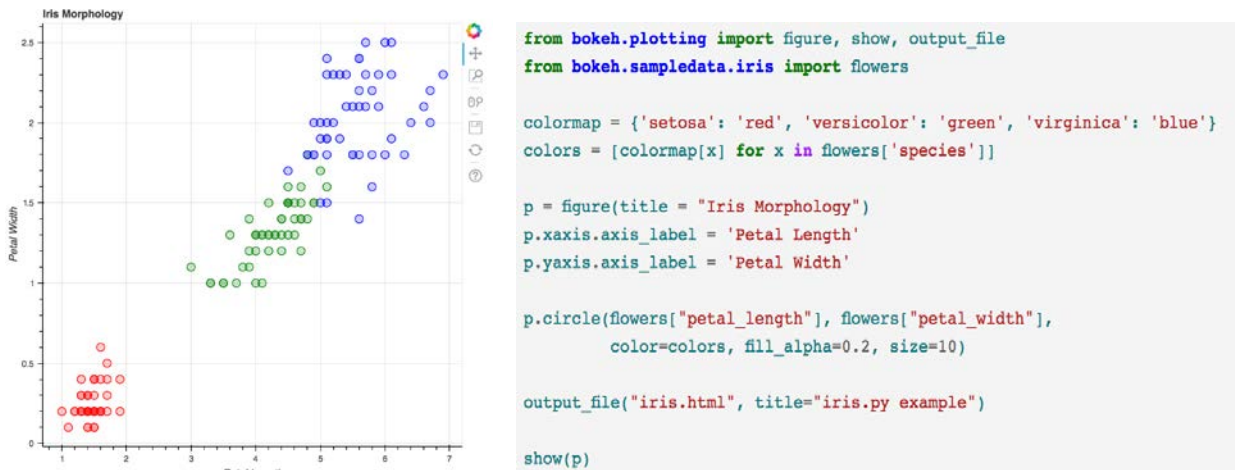 Iris Morphology
2.5
2
1.5
1
0.5
0
Petal Width
1 2 3 4 5 6 7
from bokeh.plotting import figure, show, output_file
from bokeh.sampledata.iris import flowers
colormap = {'setosa': 'red', 'versicolor': 'green', 'virginica': 'blue'}
colors = [colormap[x] for x in flowers['species']]
p = figure(title = "Iris Morphology")
p.xaxis.axis_label = 'Petal Length'
p.yaxis.axis_label = 'Petal Width'
p.circle(flowers["petal_length"], flowers["petal_width"],
color=colors, fill_alpha=0.2, size=10)
output_file("iris.html", title="iris.py example")
show(p)